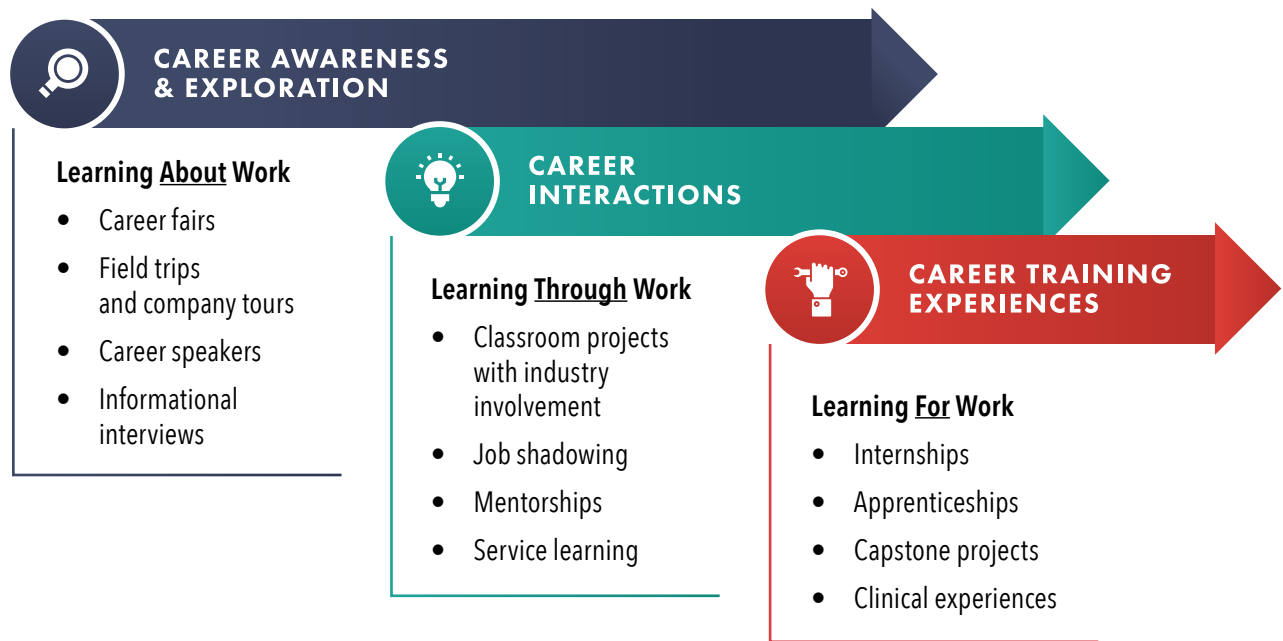 CAREER AWARENESS
& EXPLORATION
Learning About Work
• Career fairs
• Field trips
and company tours
• Career speakers
• Informational
interviews
CAREER
INTERACTIONS
Learning Through Work
• Classroom projects
with industry
involvement
• Job shadowing
• Mentorships
• Service learning
CAREER TRAINING
EXPERIENCES
Learning For Work
• Internships
• Apprenticeships
• Capstone projects
• Clinical experiences